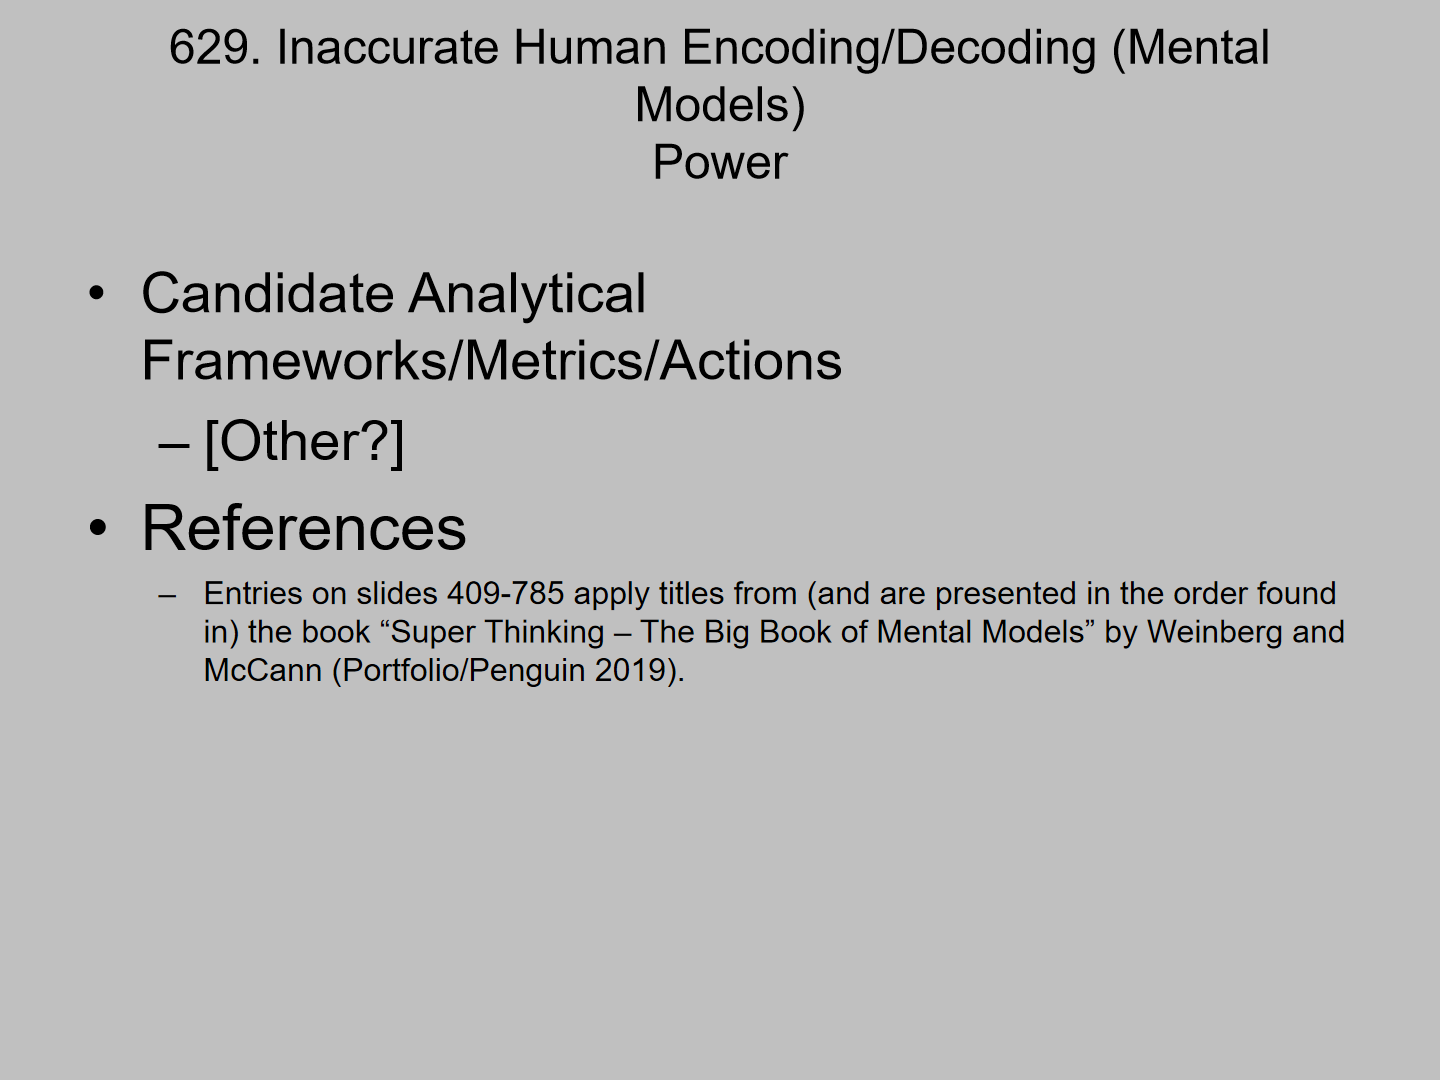 629. Inaccurate Human Encoding/Decoding (Mental
Models)
Power
• Candidate Analytical
Frameworks/Metrics/Actions
– [Other?]
• References
– Entries on slides 409-785 apply titles from (and are presented in the order found
in) the book “Super Thinking – The Big Book of Mental Models” by Weinberg and
McCann (Portfolio/Penguin 2019).